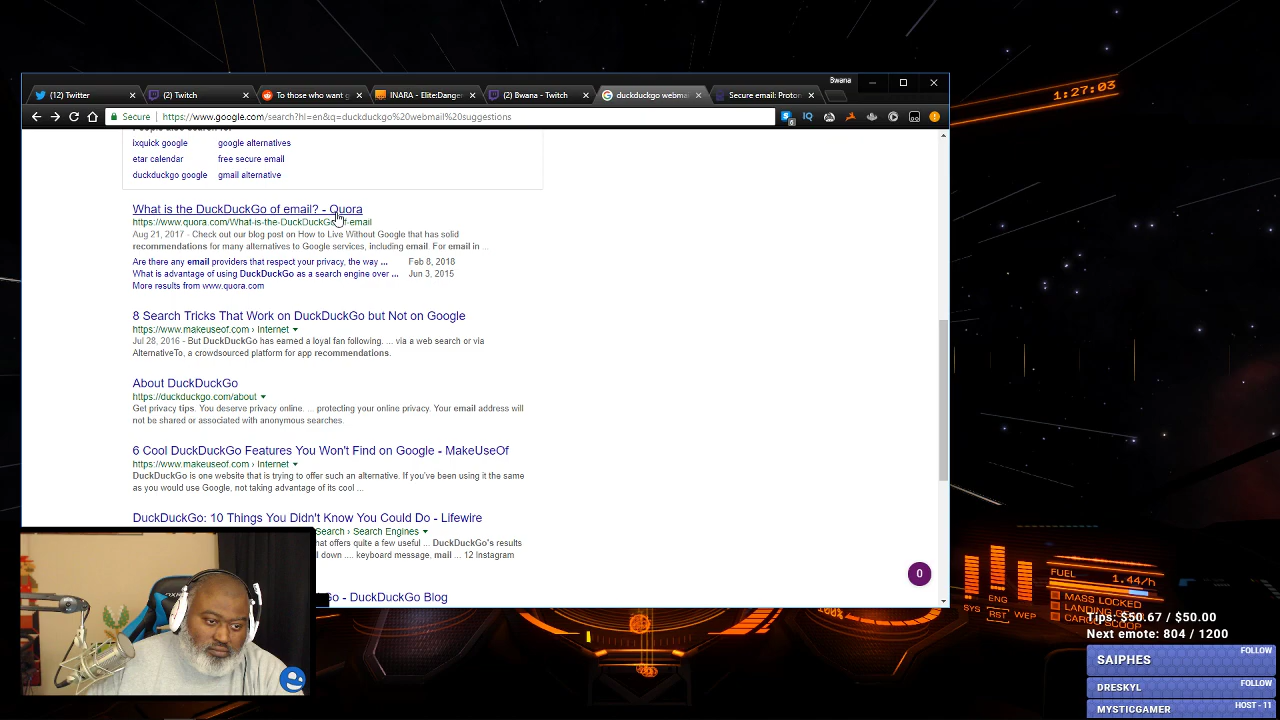 1:27:03
Bwana
(12) Twitter
(2) Twitch
To those who want g
INARA - Elite:Danger
(2) Bwana - Twitch
duckduckgo webma
Secure email: Proton
Secure https://www.google.com/search?hl=en&q=duckduckgo%20webmail%20suggestions
IQ
ixquick google google alternatives
etar calendar free secure email
duckduckgo google gmail alternative
What is the DuckDuckGo of email? - Quora
https://www.quora.com/What-is-the-DuckDuckGo-of-email
Aug 21, 2017 - Check out our blog post on How to Live Without Google that has solid
recommendations for many alternatives to Google services, including email. For email in ...
Are there any email providers that respect your privacy, the way ... Feb 8, 2018
What is advantage of using DuckDuckGo as a search engine over ... Jun 3, 2015
More results from www.quora.com
8 Search Tricks That Work on DuckDuckGo but Not on Google
https://www.makeuseof.com › Internet
Jul 28, 2016 - But DuckDuckGo has earned a loyal fan following. ... via a web search or via
AlternativeTo, a crowdsourced platform for app recommendations.
About DuckDuckGo
https://duckduckgo.com/about
Get privacy tips. You deserve privacy online. ... protecting your online privacy. Your email address will
not be shared or associated with anonymous searches.
6 Cool DuckDuckGo Features You Won't Find on Google - MakeUseOf
https://www.makeuseof.com › Internet
DuckDuckGo is one website that is trying to offer such an alternative. If you've been using it the same
as you would use Google, not taking advantage of its cool ...
DuckDuckGo: 10 Things You Didn't Know You Could Do - Lifewire
Search › Search Engines
hat offers quite a few useful ... DuckDuckGo's results
l down .... keyboard message, mail ... 12 Instagram
Go - DuckDuckGo Blog
0
FUEL 1.44/h
MASS LOCKED
LANDING
CARGO SCOOP
SYS ENG WEP
RST
Tips: $50.67 / $50.00
Next emote: 804 / 1200
SAIPHES FOLLOW
DRESKYL FOLLOW
MYSTICGAMER HOST - 11